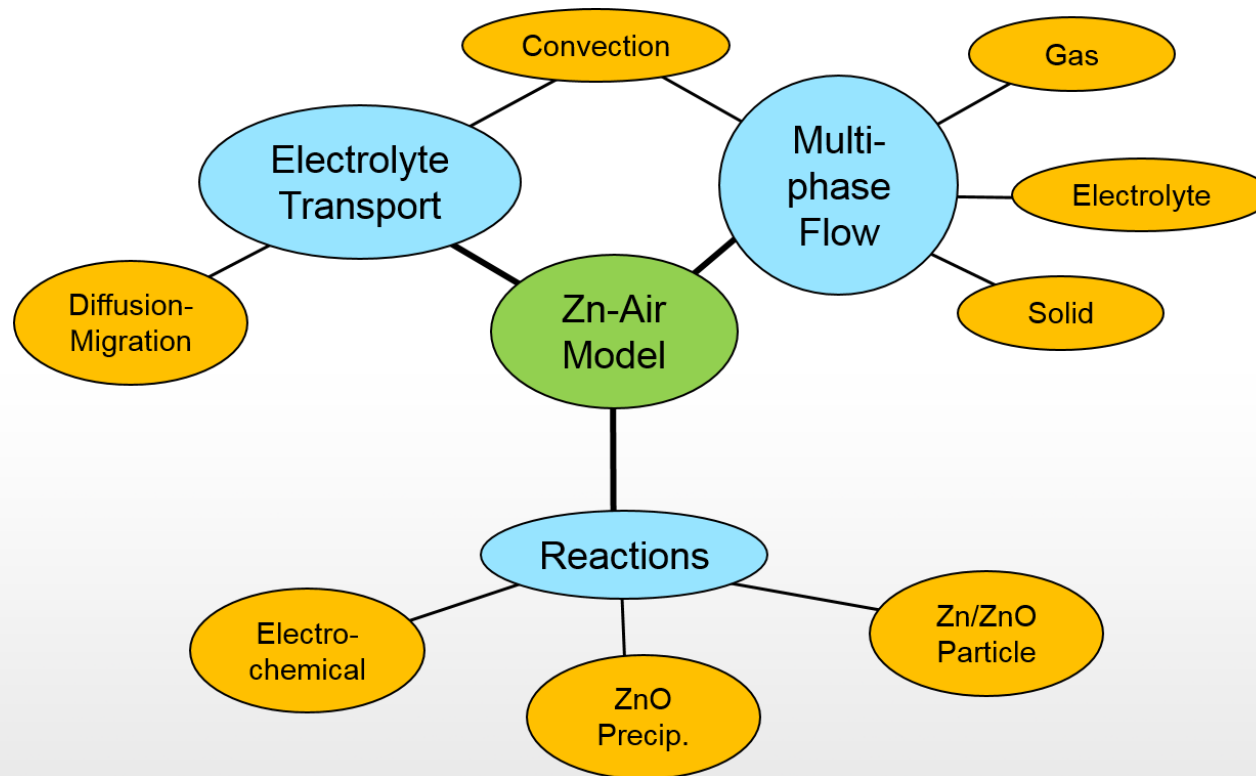 Convection
Gas
Electrolyte
Transport
Multi-
phase
Flow
Electrolyte
Diffusion-
Migration
Zn-Air
Model
Solid
Reactions
Electro-
chemical
ZnO
Precip.
Zn/ZnO
Particle